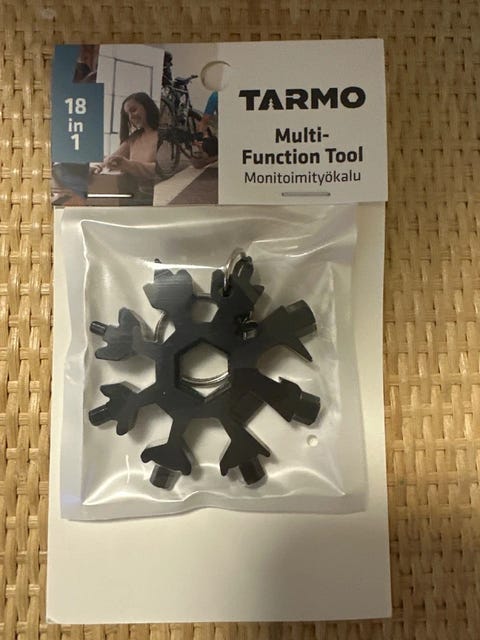 18
in
1
TARMO
Multi-
Function Tool
Monitoimityökalu